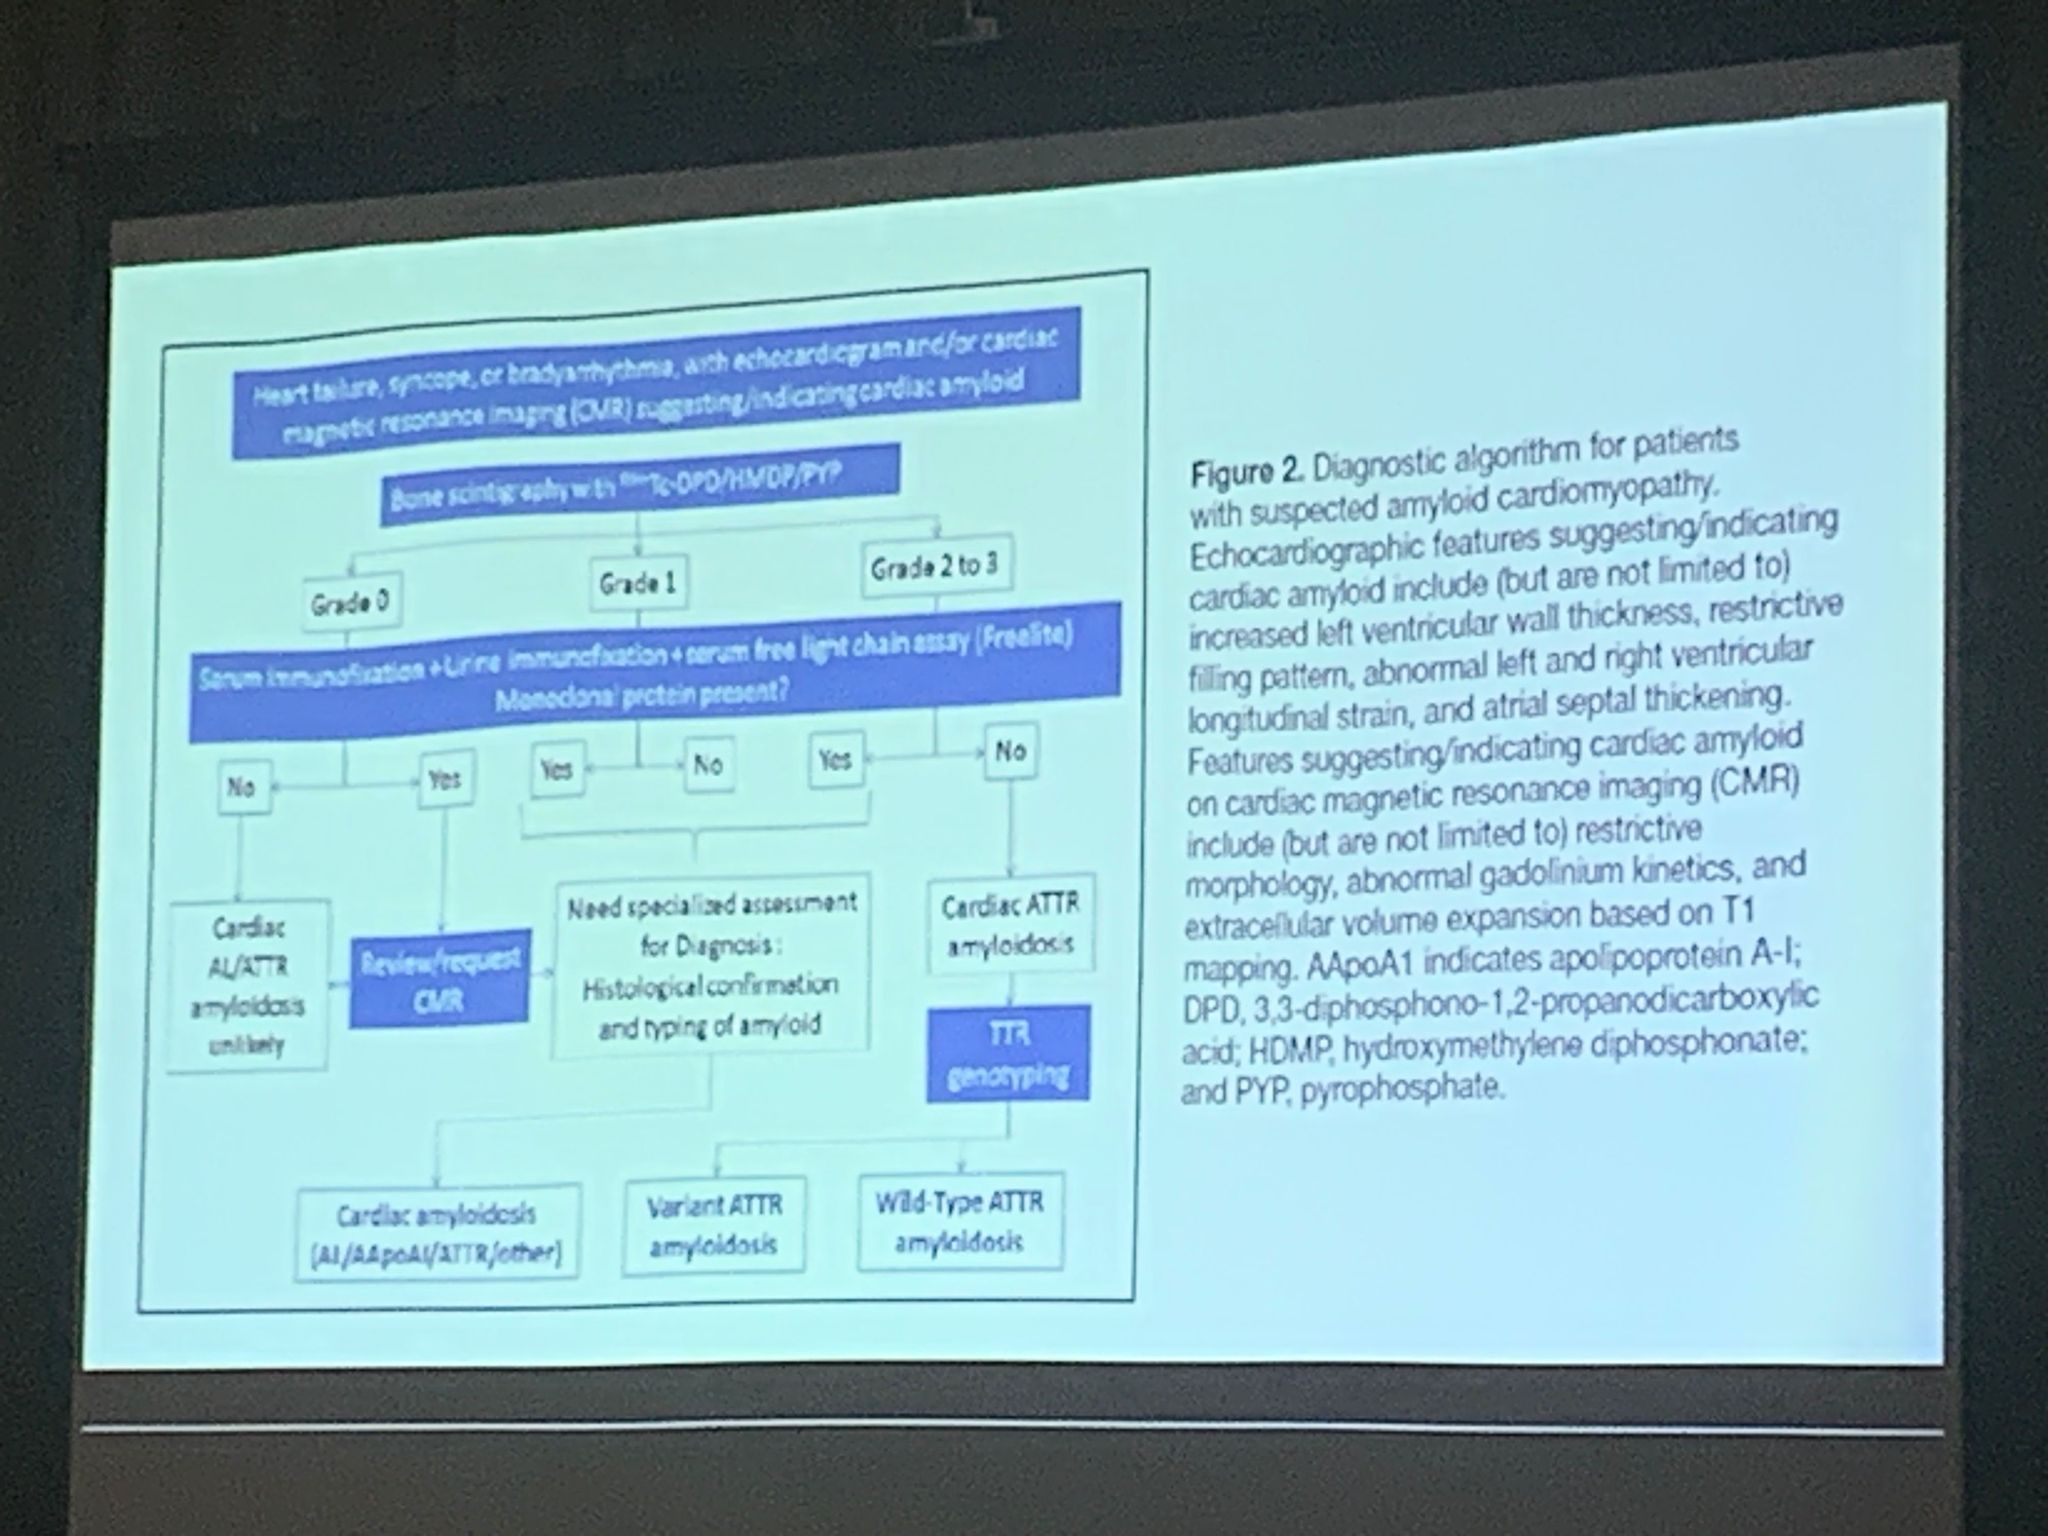 Heart failure, syncope, or bradyarrhythmia, with echocardiogram and/or cardiac
magnetic resonance imaging (CMR) suggesting/indicating cardiac amyloid
Bone scintigraphy with 99mTc-DPD/HMDP/PYP
Grade 0
Grade 1
Grade 2 to 3
Serum immunofixation + Urine immunofixation + serum free light chain assay (Freelite)
Monoclonal protein present?
No
Yes
Yes
No
Yes
No
Cardiac
AL/ATTR
amyloidosis
unlikely
Review/request
CMR
Need specialized assessment
for Diagnosis:
Histological confirmation
and typing of amyloid
Cardiac ATTR
amyloidosis
TTR
genotyping
Cardiac amyloidosis
(AL/AApoAI/ATTR/other)
Variant ATTR
amyloidosis
Wild-Type ATTR
amyloidosis
Figure 2. Diagnostic algorithm for patients
with suspected amyloid cardiomyopathy.
Echocardiographic features suggesting/indicating
cardiac amyloid include (but are not limited to)
increased left ventricular wall thickness, restrictive
filling pattern, abnormal left and right ventricular
longitudinal strain, and atrial septal thickening.
Features suggesting/indicating cardiac amyloid
on cardiac magnetic resonance imaging (CMR)
include (but are not limited to) restrictive
morphology, abnormal gadolinium kinetics, and
extracellular volume expansion based on T1
mapping. AApoA1 indicates apolipoprotein A-I;
DPD, 3,3-diphosphono-1,2-propanodicarboxylic
acid; HDMP, hydroxymethylene diphosphonate;
and PYP, pyrophosphate.